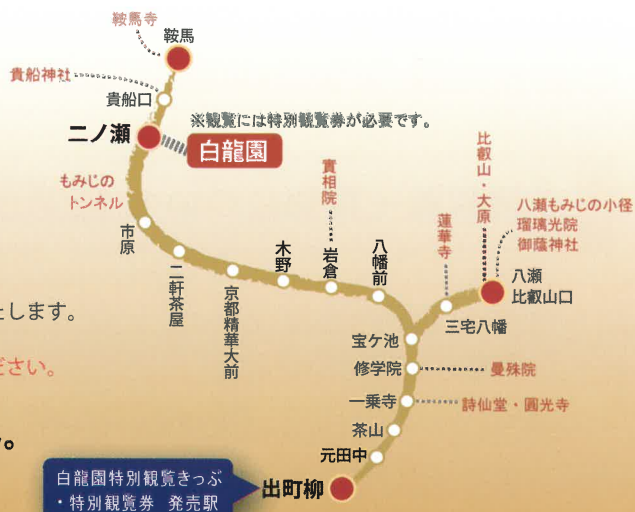 鞍馬寺
鞍馬
貴船神社
貴船口
※観覧には特別観覧券が必要です。
二ノ瀬
白龍園
もみじの
トンネル
市原
二軒茶屋
京都精華大前
木野
實相院
岩倉
八幡前
蓮華寺
比叡山・大原
八瀬もみじの小径
瑠璃光院
御蔭神社
八瀬
比叡山口
三宅八幡
宝ケ池
修学院
曼殊院
一乗寺
詩仙堂・圓光寺
茶山
元田中
出町柳
たします。
ださい。
。
白龍園特別観覧きっぷ
・特別観覧券 発売駅